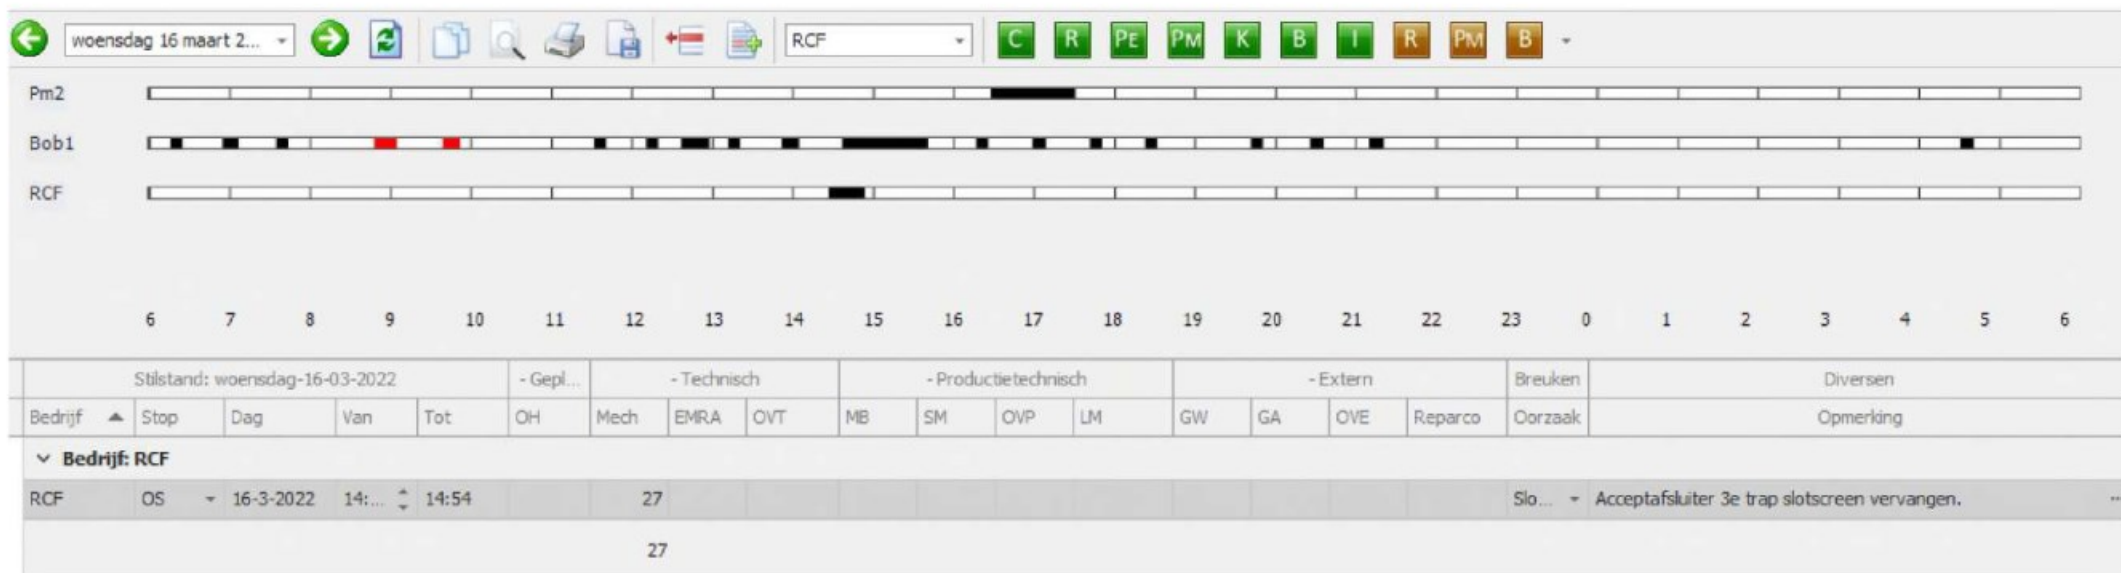 woensdag 16 maart 2... RCF C R PE PM K B I R PM B
Pm2
Bob1
RCF
6 7 8 9 10 11 12 13 14 15 16 17 18 19 20 21 22 23 0 1 2 3 4 5 6
Stilstand: woensdag-16-03-2022 - Gepl... - Technisch - Productietechnisch - Extern Breuken Diversen
Bedrijf Stop Dag Van Tot OH Mech EMRA OVT MB SM OVP LM GW GA OVE Reparco Oorzaak Opmerking
Bedrijf: RCF
RCF OS 16-3-2022 14:... 14:54 27 Slo... Acceptafsluiter 3e trap slotscreen vervangen. ...
27